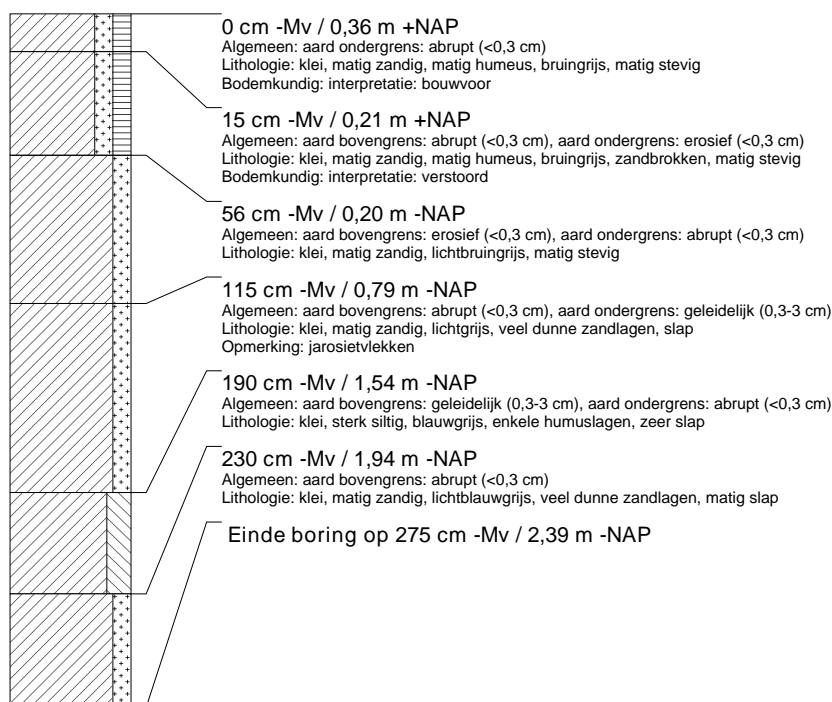 0 cm -Mv / 0,36 m +NAP
Algemeen: aard ondergrens: abrupt (<0,3 cm)
Lithologie: klei, matig zandig, matig humeus, bruingrijs, matig stevig
Bodemkundig: interpretatie: bouwvoor
15 cm -Mv / 0,21 m +NAP
Algemeen: aard bovengrens: abrupt (<0,3 cm), aard ondergrens: erosief (<0,3 cm)
Lithologie: klei, matig zandig, matig humeus, bruingrijs, zandbrokken, matig stevig
Bodemkundig: interpretatie: verstoord
56 cm -Mv / 0,20 m -NAP
Algemeen: aard bovengrens: erosief (<0,3 cm), aard ondergrens: abrupt (<0,3 cm)
Lithologie: klei, matig zandig, lichtbruingrijs, matig stevig
115 cm -Mv / 0,79 m -NAP
Algemeen: aard bovengrens: abrupt (<0,3 cm), aard ondergrens: geleidelijk (0,3-3 cm)
Lithologie: klei, matig zandig, lichtgrijs, veel dunne zandlagen, slap
Opmerking: jarosietvlekken
190 cm -Mv / 1,54 m -NAP
Algemeen: aard bovengrens: geleidelijk (0,3-3 cm), aard ondergrens: abrupt (<0,3 cm)
Lithologie: klei, sterk siltig, blauwgrijs, enkele humuslagen, zeer slap
230 cm -Mv / 1,94 m -NAP
Algemeen: aard bovengrens: abrupt (<0,3 cm)
Lithologie: klei, matig zandig, lichtblauwgrijs, veel dunne zandlagen, matig slap
Einde boring op 275 cm -Mv / 2,39 m -NAP